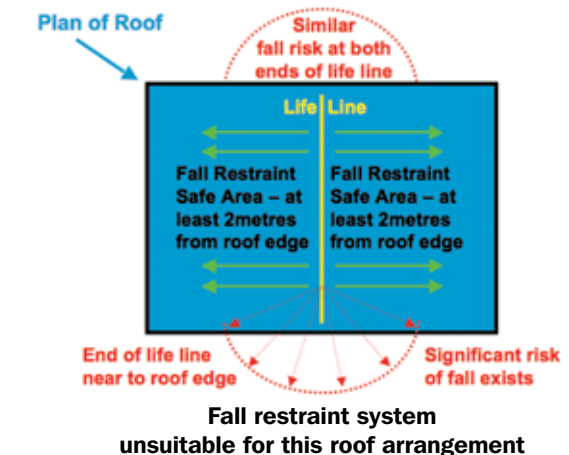 Plan of Roof
Similar
fall risk at both
ends of life line
Life Line
Fall Restraint
Safe Area – at
least 2metres
from roof edge
Fall Restraint
Safe Area – at
least 2metres
from roof edge
End of life line
near to roof edge
Significant risk
of fall exists
Fall restraint system
unsuitable for this roof arrangement